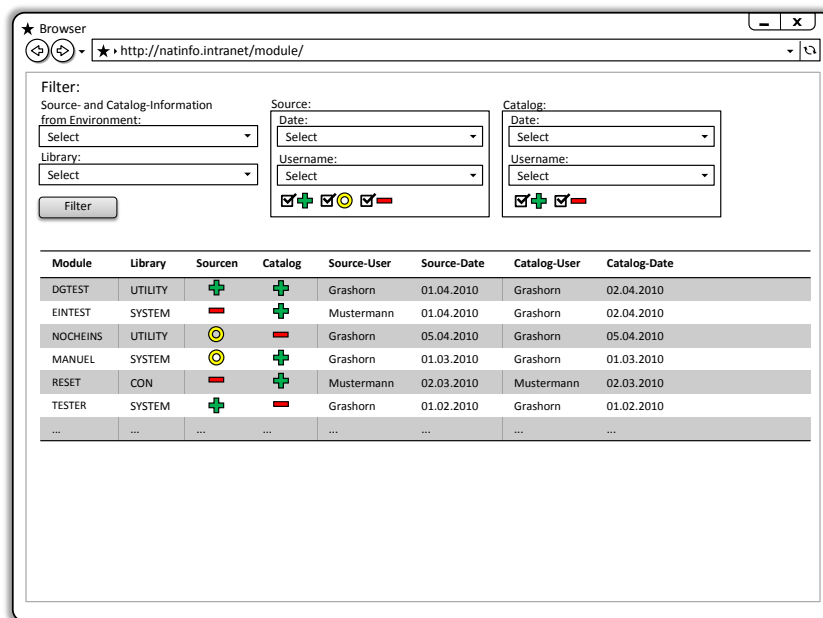 Browser
http://natinfo.intranet/module/
X
Filter:
Source- and Catalog-Information
from Environment:
Select
Library:
Select
Filter
Source:
Date:
Select
Username:
Select
Catalog:
Date:
Select
Username:
Select
Module Library Sourcen Catalog Source-User Source-Date Catalog-User Catalog-Date
DGTEST UTILITY Grashorn 01.04.2010 Grashorn 02.04.2010
EINTEST SYSTEM Mustermann 01.04.2010 Grashorn 02.04.2010
NOCHEINS UTILITY Grashorn 05.04.2010 Grashorn 05.04.2010
MANUEL SYSTEM Grashorn 01.03.2010 Grashorn 01.03.2010
RESET CON Mustermann 02.03.2010 Mustermann 02.03.2010
TESTER SYSTEM Grashorn 01.02.2010 Grashorn 01.02.2010
... ... ... ... ... ... ... ...